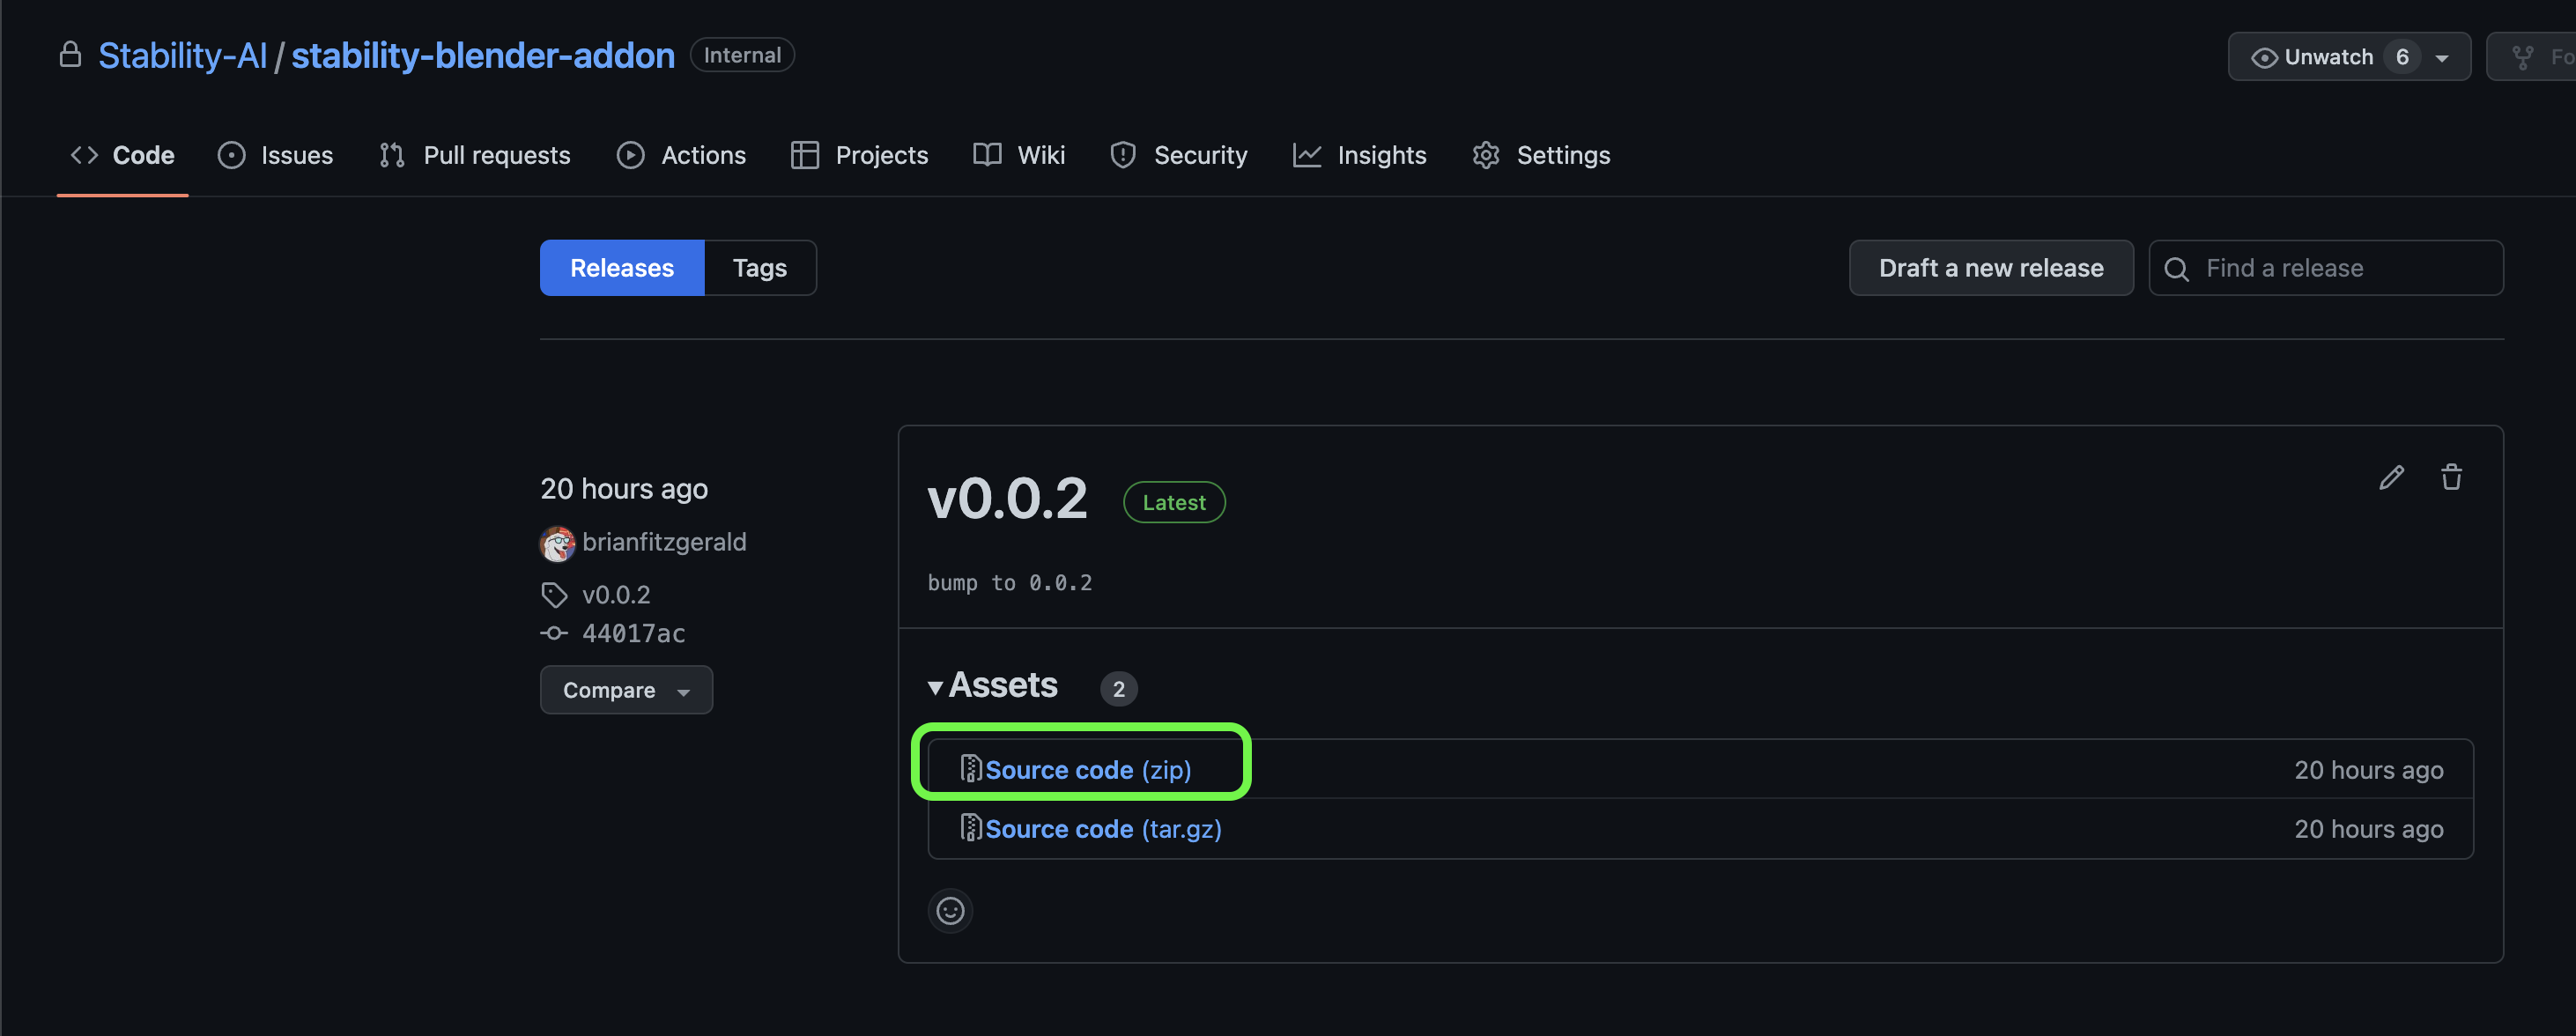 Stability-AI / stability-blender-addon Internal
Unwatch 6
Fo
Code Issues Pull requests Actions Projects Wiki Security Insights Settings
Releases Tags
Draft a new release
Find a release
20 hours ago
brianfitzgerald
v0.0.2
44017ac
Compare
v0.0.2 Latest
bump to 0.0.2
Assets 2
Source code (zip) 20 hours ago
Source code (tar.gz) 20 hours ago